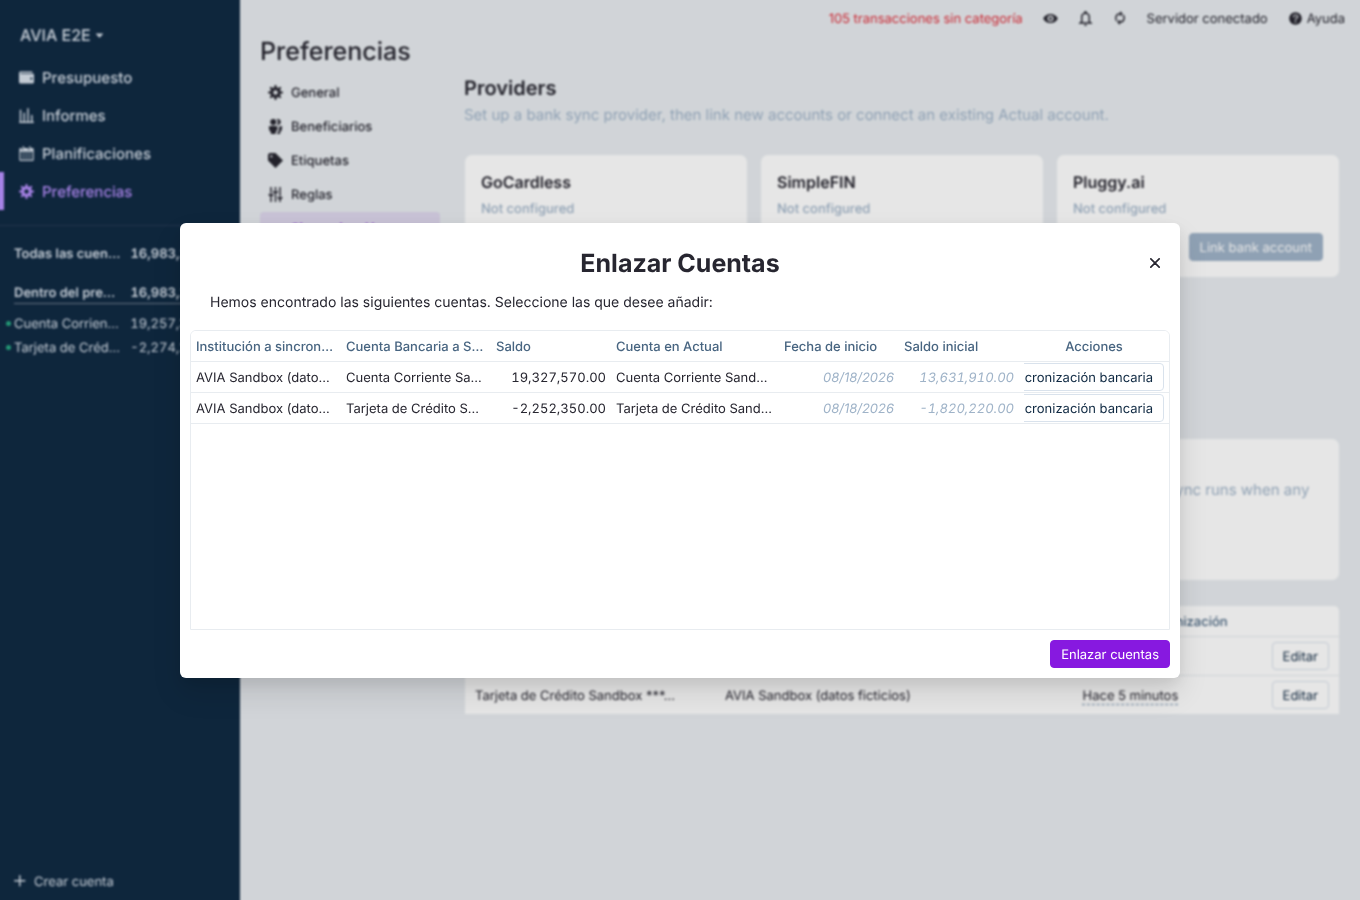 AVIA E2E
105 transacciones sin categoría
Servidor conectado
Ayuda
Presupuesto
Informes
Planificaciones
Preferencias
Todas las cuen... 16,983,
Dentro del pre... 16,983,
Cuenta Corrien... 19,257,
Tarjeta de Créd... -2,274,
Crear cuenta
Preferencias
General
Beneficiarios
Etiquetas
Reglas
Providers
Set up a bank sync provider, then link new accounts or connect an existing Actual account.
GoCardless
Not configured
SimpleFIN
Not configured
Pluggy.ai
Not configured
Link bank account
Enlazar Cuentas
Hemos encontrado las siguientes cuentas. Seleccione las que desee añadir:
Institución a sincron... Cuenta Bancaria a S... Saldo Cuenta en Actual Fecha de inicio Saldo inicial Acciones
AVIA Sandbox (dato... Cuenta Corriente Sa... 19,327,570.00 Cuenta Corriente Sand... 08/18/2026 13,631,910.00 cronización bancaria
AVIA Sandbox (dato... Tarjeta de Crédito S... -2,252,350.00 Tarjeta de Crédito Sand... 08/18/2026 -1,820,220.00 cronización bancaria
Enlazar cuentas
runs when any
Editar
Tarjeta de Crédito Sandbox ***... AVIA Sandbox (datos ficticios) Hace 5 minutos Editar